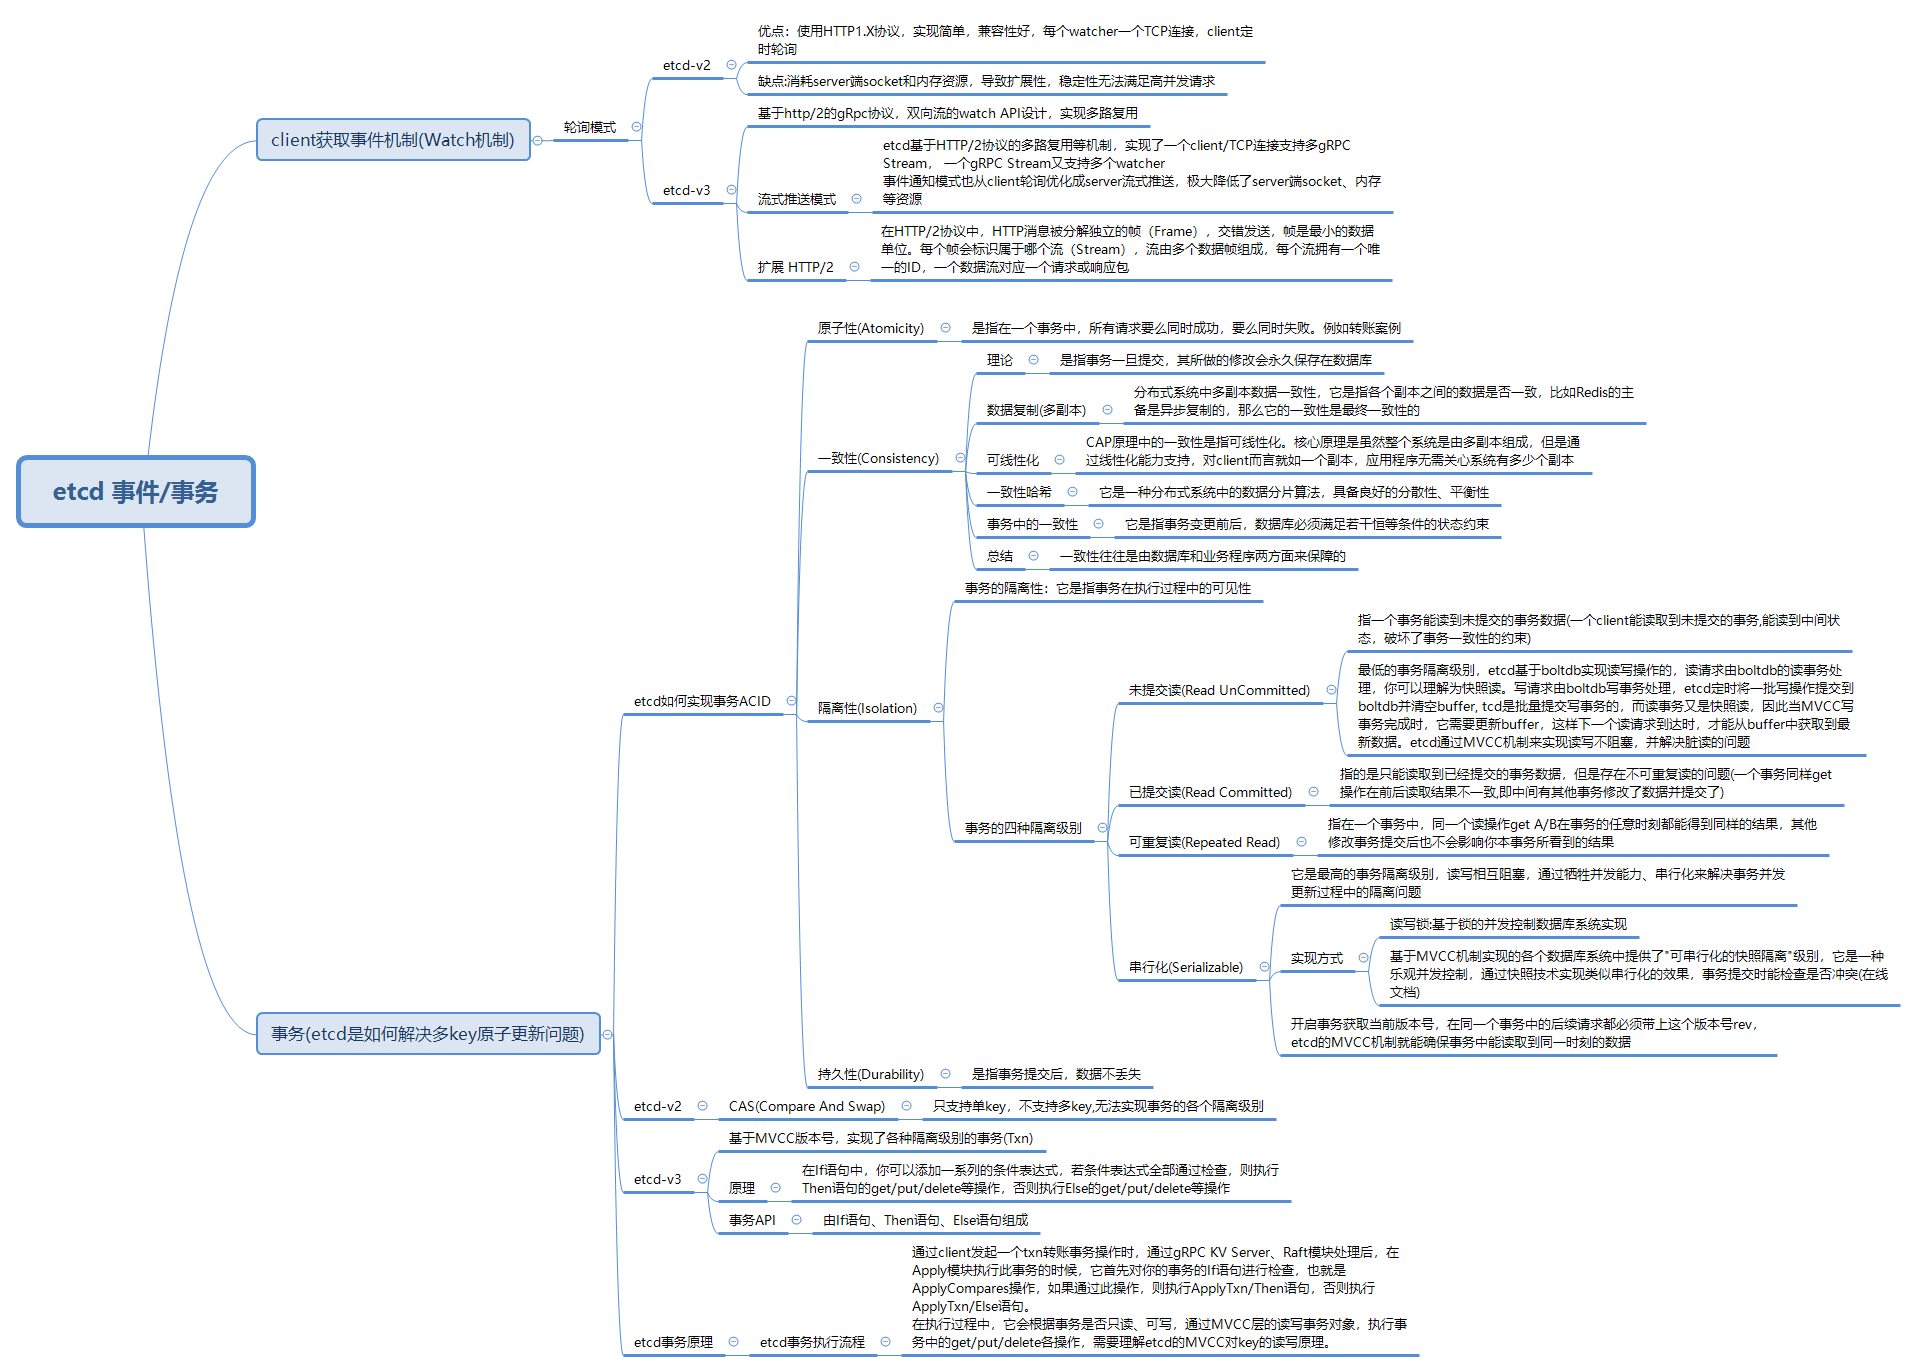 etcd 事件/事务
client获取事件机制(Watch机制)
轮询模式
etcd-v2
优点：使用HTTP1.X协议，实现简单，兼容性好，每个watcher一个TCP连接，client定
时轮询
缺点:消耗server端socket和内存资源，导致扩展性，稳定性无法满足高并发请求
etcd-v3
基于http/2的gRpc协议，双向流的watch API设计，实现多路复用
流式推送模式
etcd基于HTTP/2协议的多路复用等机制，实现了一个client/TCP连接支持多gRPC
Stream， 一个gRPC Stream又支持多个watcher
事件通知模式也从client轮询优化成server流式推送，极大降低了server端socket、内存
等资源
扩展 HTTP/2
在HTTP/2协议中，HTTP消息被分解独立的帧（Frame），交错发送，帧是最小的数据
单位。每个帧会标识属于哪个流（Stream），流由多个数据帧组成，每个流拥有一个唯
一的ID，一个数据流对应一个请求或响应包
事务(etcd是如何解决多key原子更新问题)
etcd如何实现事务ACID
原子性(Atomicity)
是指在一个事务中，所有请求要么同时成功，要么同时失败。例如转账案例
一致性(Consistency)
理论
是指事务一旦提交，其所做的修改会永久保存在数据库
数据复制(多副本)
分布式系统中多副本数据一致性，它是指各个副本之间的数据是否一致，比如Redis的主
备是异步复制的，那么它的一致性是最终一致性的
可线性化
CAP原理中的一致性是指可线性化。核心原理是虽然整个系统是由多副本组成，但是通
过线性化能力支持，对client而言就如一个副本，应用程序无需关心系统有多少个副本
一致性哈希
它是一种分布式系统中的数据分片算法，具备良好的分散性、平衡性
事务中的一致性
它是指事务变更前后，数据库必须满足若干恒等条件的状态约束
总结
一致性往往是由数据库和业务程序两方面来保障的
隔离性(Isolation)
事务的隔离性：它是指事务在执行过程中的可见性
事务的四种隔离级别
未提交读(Read UnCommitted)
指一个事务能读到未提交的事务数据(一个client能读取到未提交的事务,能读到中间状
态，破坏了事务一致性的约束)
最低的事务隔离级别，etcd基于boltdb实现读写操作的，读请求由boltdb的读事务处
理，你可以理解为快照读。写请求由boltdb写事务处理，etcd定时将一批写操作提交到
boltdb并清空buffer, tcd是批量提交写事务的，而读事务又是快照读，因此当MVCC写
事务完成时，它需要更新buffer，这样下一个读请求到达时，才能从buffer中获取到最
新数据。etcd通过MVCC机制来实现读写不阻塞，并解决脏读的问题
已提交读(Read Committed)
指的是只能读取到已经提交的事务数据，但是存在不可重复读的问题(一个事务同样get
操作在前后读取结果不一致,即中间有其他事务修改了数据并提交了)
可重复读(Repeated Read)
指在一个事务中，同一个读操作get A/B在事务的任意时刻都能得到同样的结果，其他
修改事务提交后也不会影响你本事务所看到的结果
串行化(Serializable)
它是最高的事务隔离级别，读写相互阻塞，通过牺牲并发能力、串行化来解决事务并发
更新过程中的隔离问题
实现方式
读写锁:基于锁的并发控制数据库系统实现
基于MVCC机制实现的各个数据库系统中提供了"可串行化的快照隔离"级别，它是一种
乐观并发控制，通过快照技术实现类似串行化的效果，事务提交时能检查是否冲突(在线
文档)
开启事务获取当前版本号，在同一个事务中的后续请求都必须带上这个版本号rev，
etcd的MVCC机制就能确保事务中能读取到同一时刻的数据
持久性(Durability)
是指事务提交后，数据不丢失
etcd-v2
CAS(Compare And Swap)
只支持单key，不支持多key,无法实现事务的各个隔离级别
etcd-v3
基于MVCC版本号，实现了各种隔离级别的事务(Txn)
原理
在If语句中，你可以添加一系列的条件表达式，若条件表达式全部通过检查，则执行
Then语句的get/put/delete等操作，否则执行Else的get/put/delete等操作
事务API
由If语句、Then语句、Else语句组成
etcd事务原理
etcd事务执行流程
通过client发起一个txn转账事务操作时，通过gRPC KV Server、Raft模块处理后，在
Apply模块执行此事务的时候，它首先对你的事务的If语句进行检查，也就是
ApplyCompares操作，如果通过此操作，则执行ApplyTxn/Then语句，否则执行
ApplyTxn/Else语句。
在执行过程中，它会根据事务是否只读、可写，通过MVCC层的读写事务对象，执行事
务中的get/put/delete各操作，需要理解etcd的MVCC对key的读写原理。